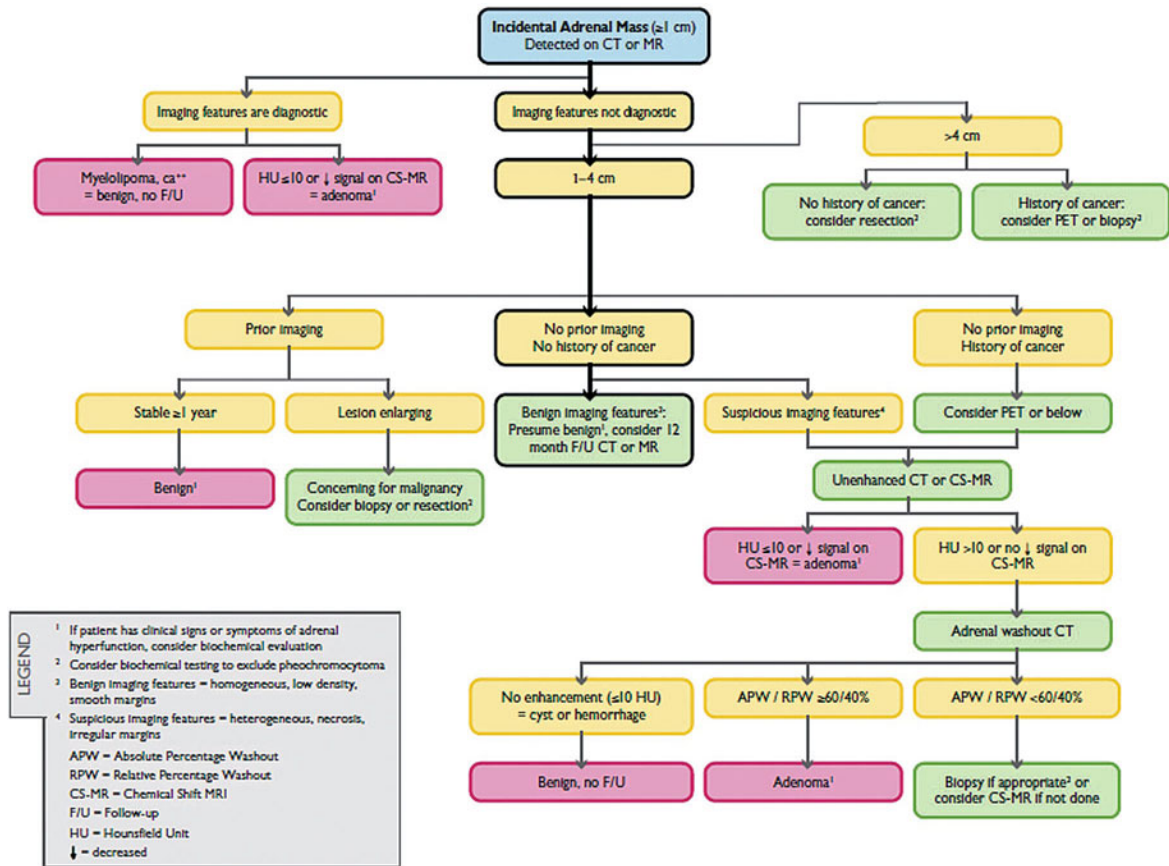 Incidental Adrenal Mass (≥1 cm)
Detected on CT or MR
Imaging features are diagnostic
Imaging features not diagnostic
>4 cm
Myelolipoma, ca⁺⁺
= benign, no F/U
HU ≤10 or ↓ signal on CS-MR
= adenoma¹
1–4 cm
No history of cancer:
consider resection²
History of cancer:
consider PET or biopsy²
Prior imaging
No prior imaging
No history of cancer
No prior imaging
History of cancer
Stable ≥1 year
Lesion enlarging
Benign imaging features³:
Presume benign¹, consider 12
month F/U CT or MR
Suspicious imaging features⁴
Consider PET or below
Benign¹
Concerning for malignancy
Consider biopsy or resection²
Unenhanced CT or CS-MR
HU ≤10 or ↓ signal on
CS-MR = adenoma¹
HU >10 or no ↓ signal on
CS-MR
Adrenal washout CT
No enhancement (≤10 HU)
= cyst or hemorrhage
APW / RPW ≥60/40%
APW / RPW <60/40%
Benign, no F/U
Adenoma¹
Biopsy if appropriate² or
consider CS-MR if not done
LEGEND
¹ If patient has clinical signs or symptoms of adrenal
hyperfunction, consider biochemical evaluation
² Consider biochemical testing to exclude pheochromocytoma
³ Benign imaging features = homogeneous, low density,
smooth margins
⁴ Suspicious imaging features = heterogeneous, necrosis,
irregular margins
APW = Absolute Percentage Washout
RPW = Relative Percentage Washout
CS-MR = Chemical Shift MRI
F/U = Follow-up
HU = Hounsfield Unit
↓ = decreased